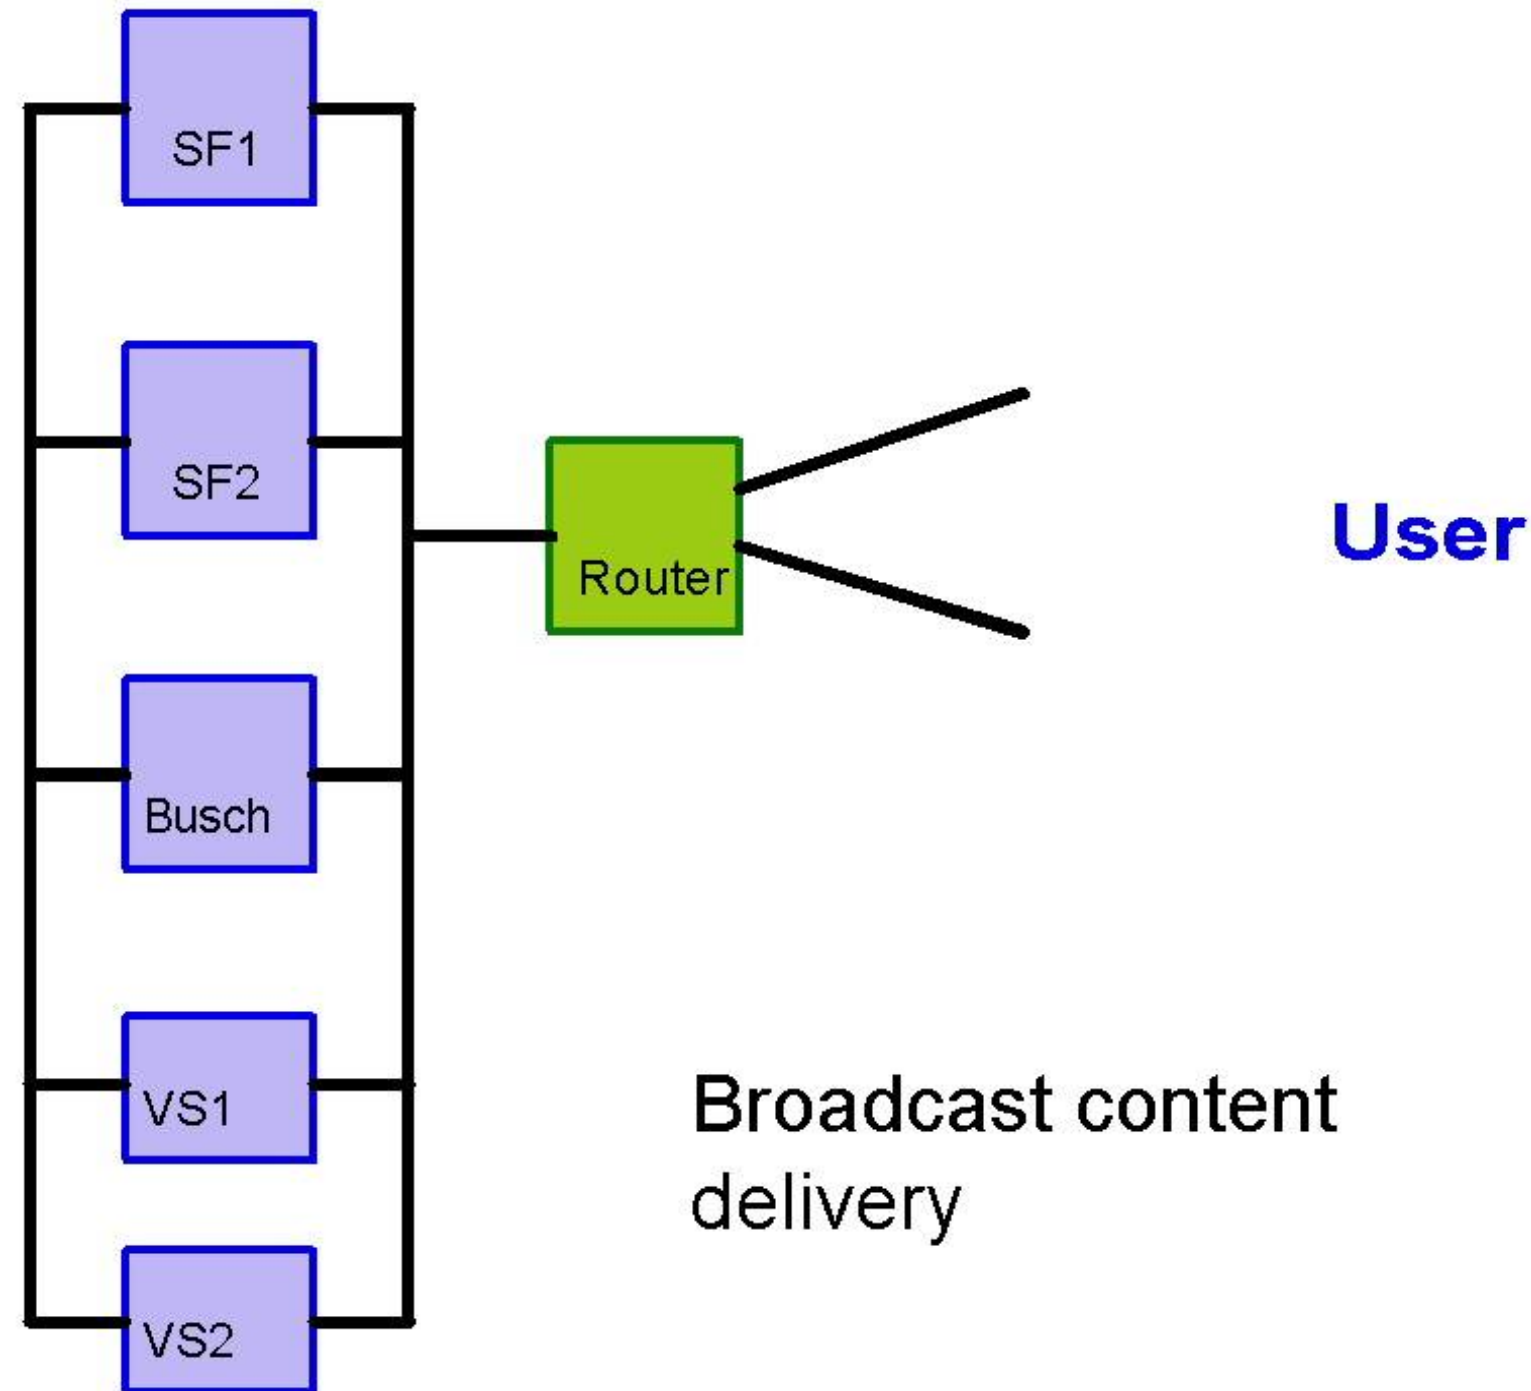 SF1
SF2
Router
User
Busch
VS1
Broadcast content
delivery
VS2